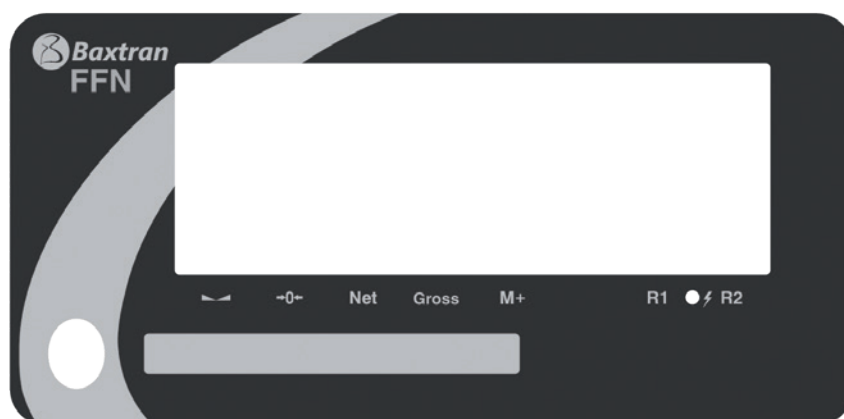 Baxtran
FFN
→0← Net Gross M+ R1 R2